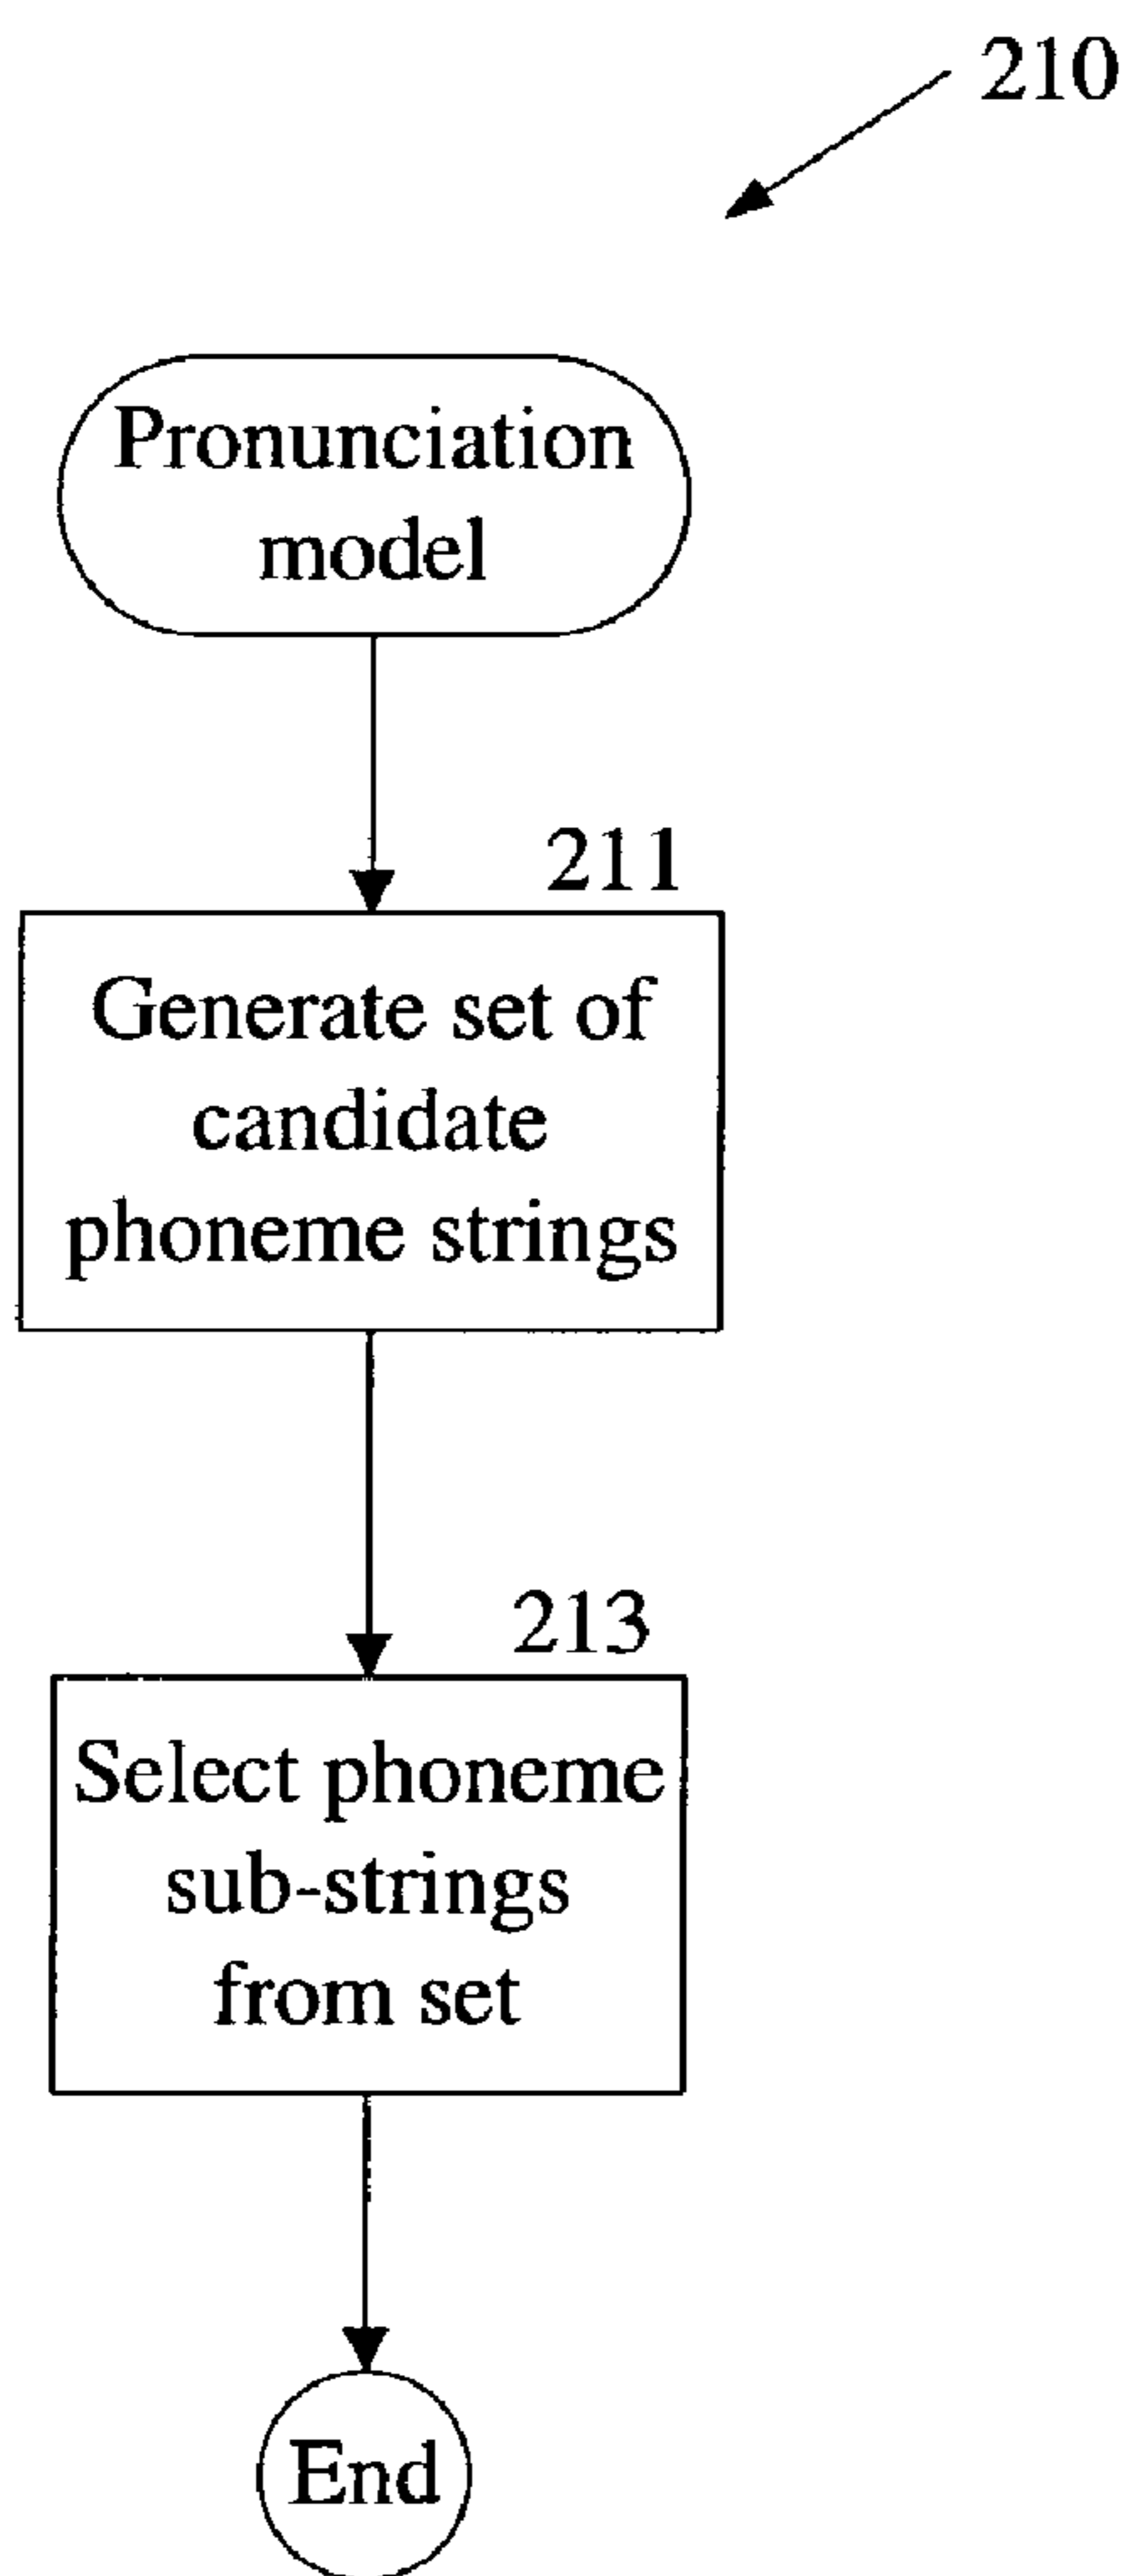 210
Pronunciation
model
211
Generate set of
candidate
phoneme strings
213
Select phoneme
sub-strings
from set
End